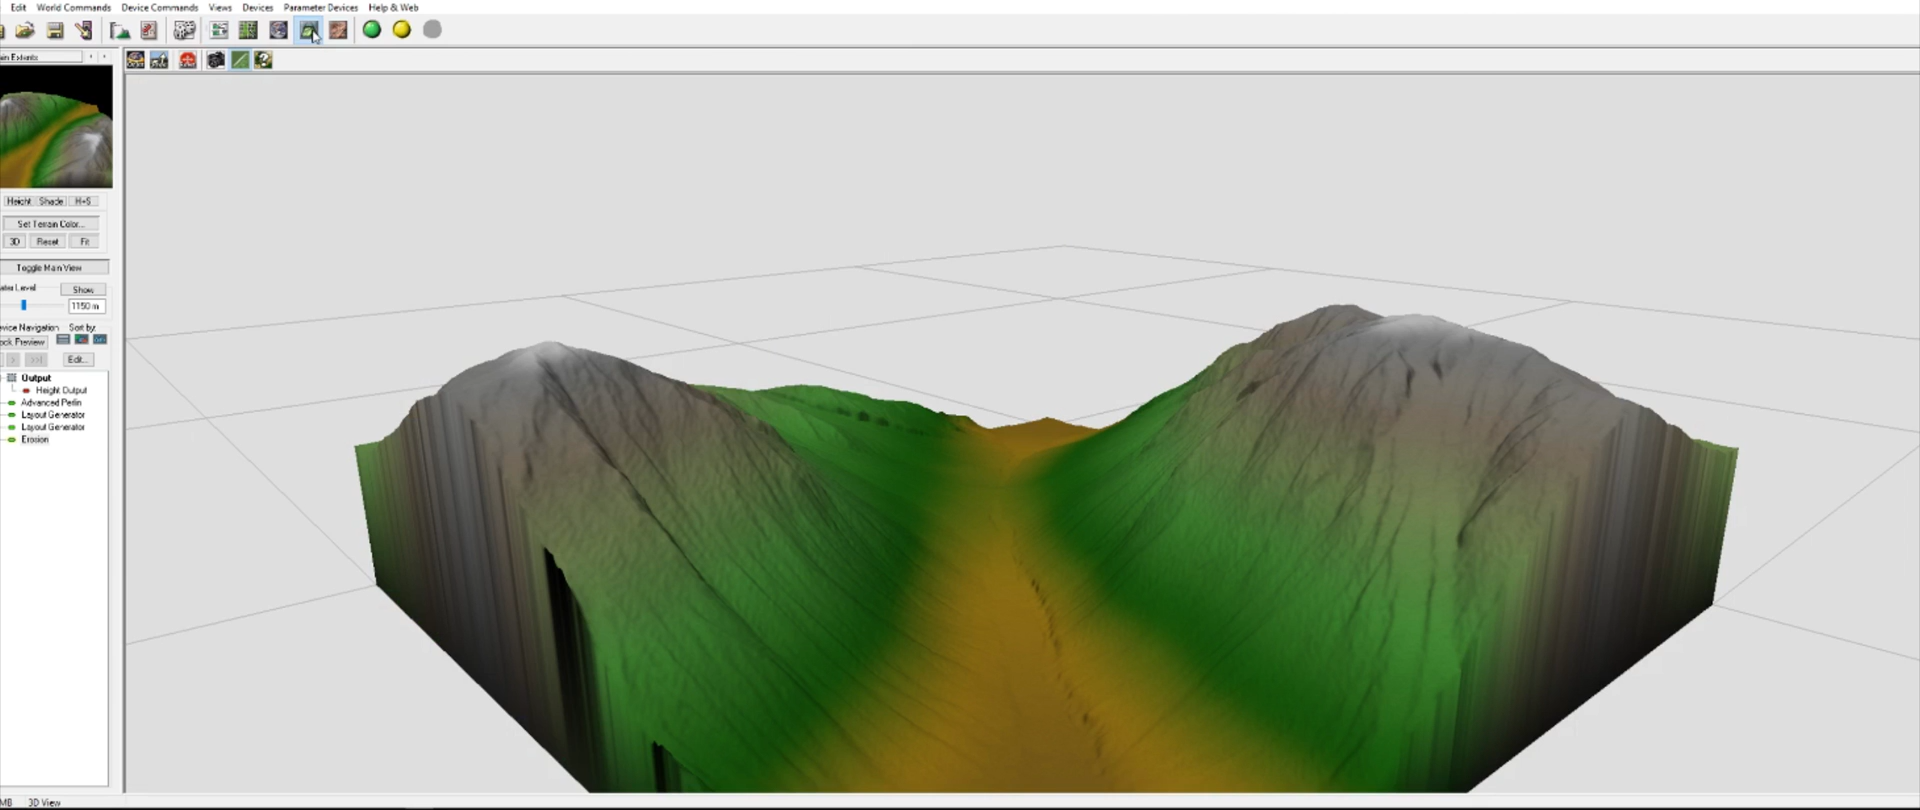 Edit World Commands Device Commands Views Devices Parameter Devices Help & Web
ain Extents
Height Shade H+S
Set Terrain Color...
3D Reset Fit
Toggle Main View
ater Level Show
1150 m
evice Navigation Sort by:
ock Preview
Edit...
Output
Height Output
Advanced Perlin
Layout Generator
Layout Generator
Erosion
MB 3D View